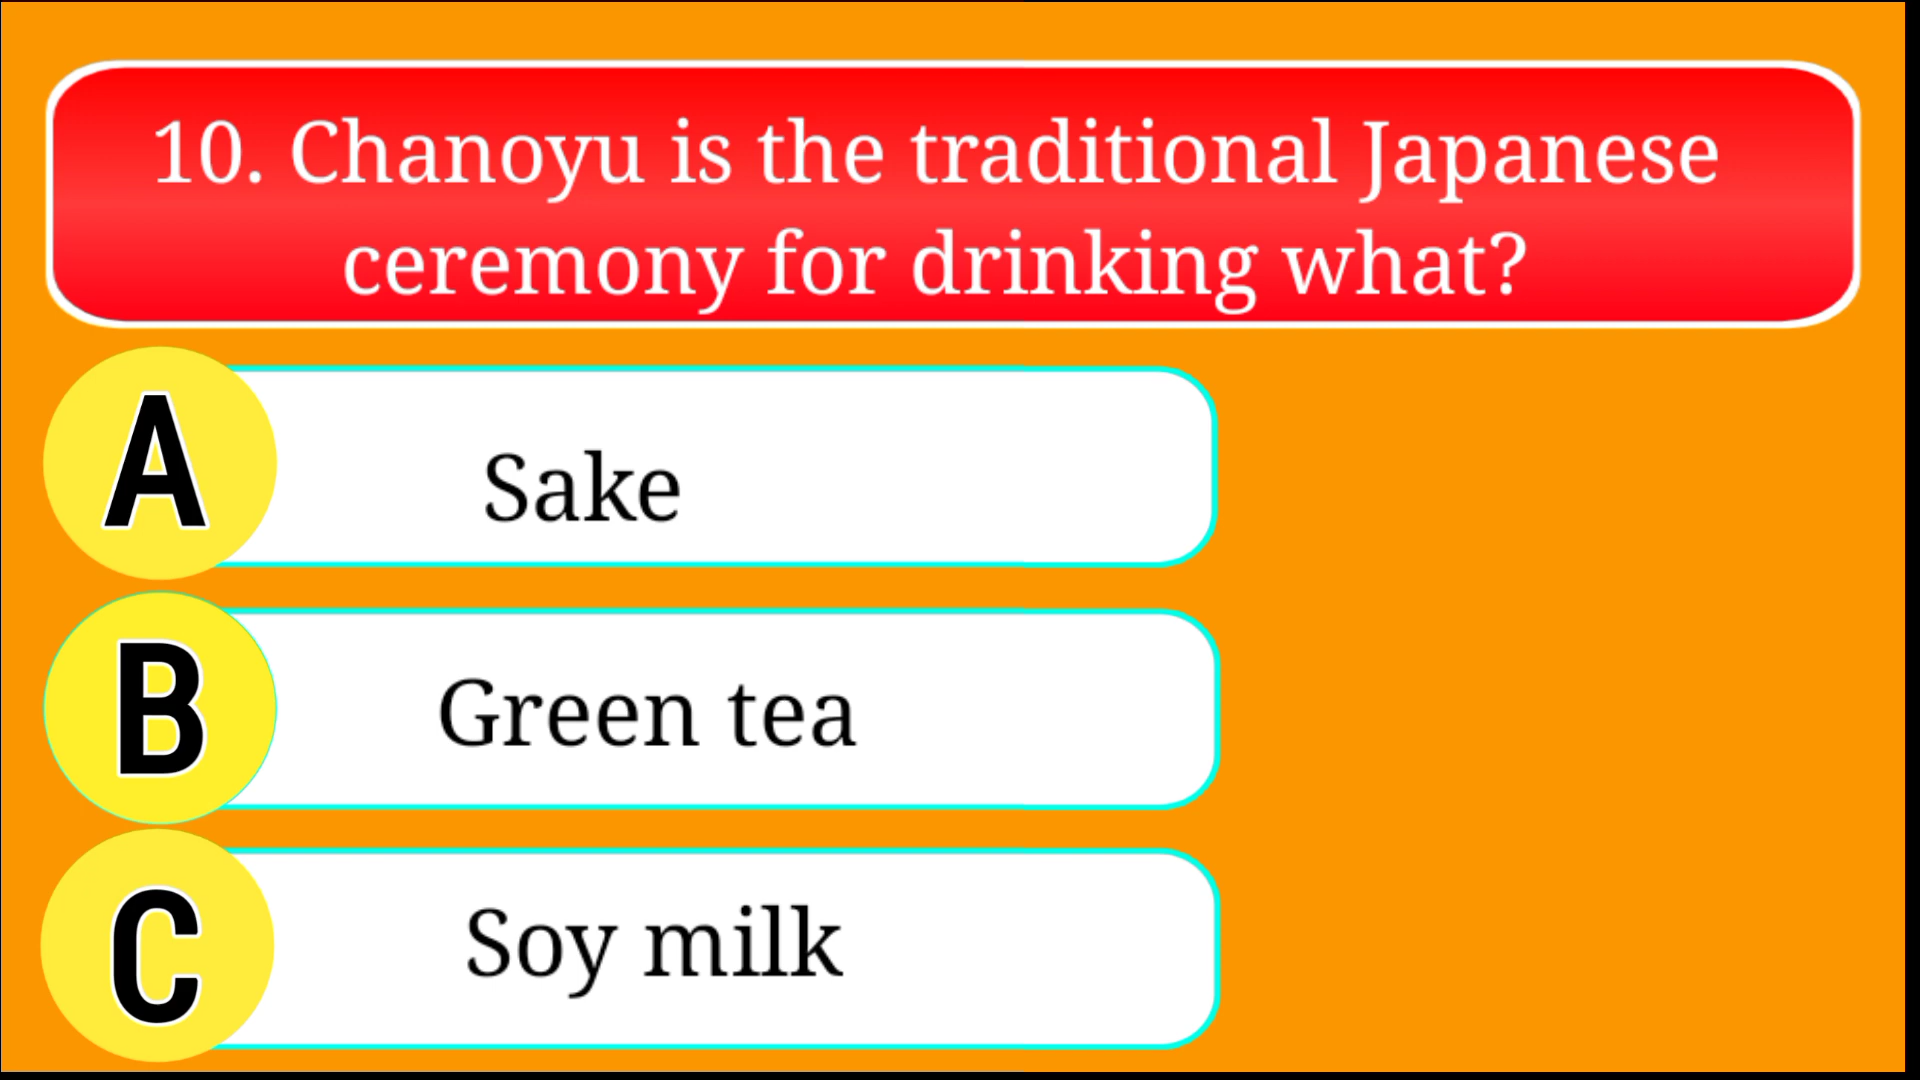 10. Chanoyu is the traditional Japanese
ceremony for drinking what?
A
Sake
B
Green tea
C
Soy milk